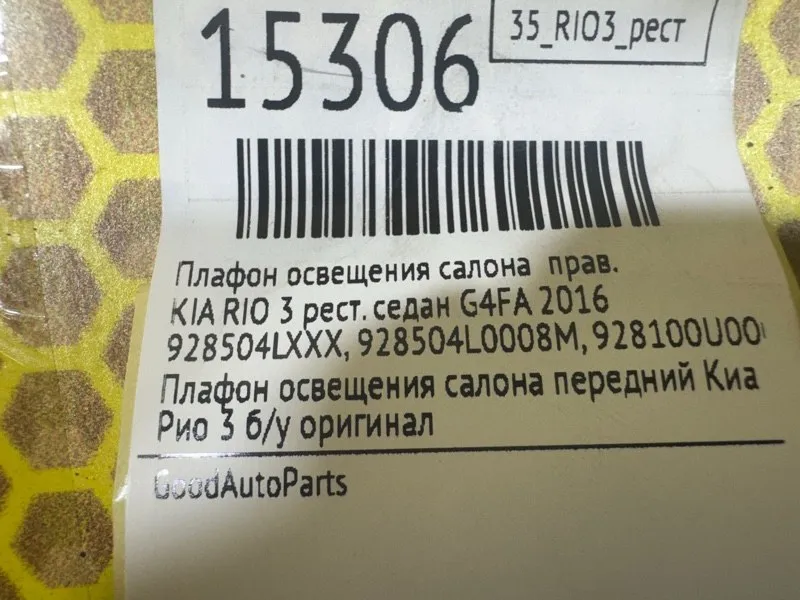 15306
35_RIO3_рест
Плафон освещения салона прав.
KIA RIO 3 рест. седан G4FA 2016
928504LXXX, 928504L0008M, 928100U00
Плафон освещения салона передний Киа
Рио 3 б/у оригинал
GoodAutoParts